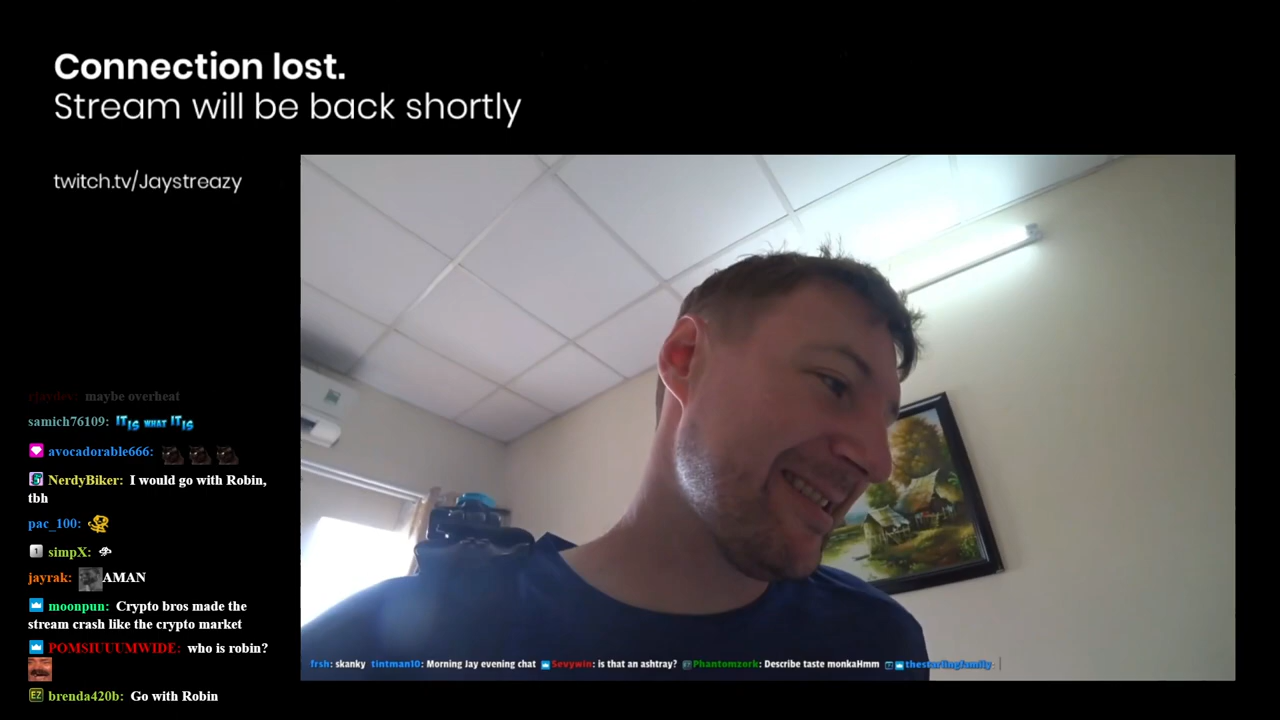 Connection lost.
Stream will be back shortly
twitch.tv/Jaystreazy
maybe overheat
samich76109: IT IS WHAT IT IS
avocadorable666:
NerdyBiker: I would go with Robin,
tbh
pac_100:
1 simpX:
jayrak: AMAN
moonpun: Crypto bros made the
stream crash like the crypto market
POMSIUUUMWIDE: who is robin?
EZ brenda420b: Go with Robin
frsh: skanky tintman10: Morning Jay evening chat Sevywin: is that an ashtray? Phantomzork: Describe taste monkaHmm thestarlingfamily: